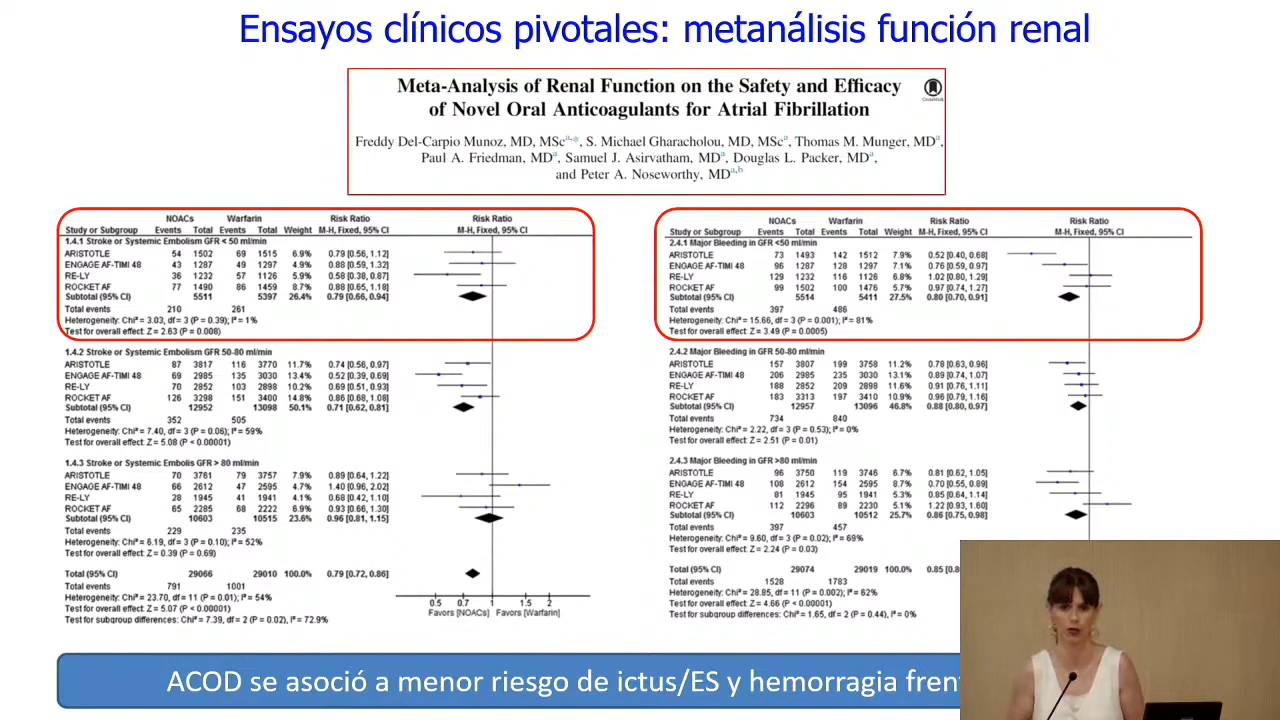 Ensayos clínicos pivotales: metanálisis función renal
Meta-Analysis of Renal Function on the Safety and Efficacy
of Novel Oral Anticoagulants for Atrial Fibrillation
CrossMark
Freddy Del-Carpio Munoz, MD, MSc^a,*, S. Michael Gharacholou, MD, MSc^a, Thomas M. Munger, MD^a,
Paul A. Friedman, MD^a, Samuel J. Asirvatham, MD^a, Douglas L. Packer, MD^a,
and Peter A. Noseworthy, MD^a,b
NOACs Warfarin Risk Ratio Risk Ratio
Study or Subgroup Events Total Events Total Weight M-H, Fixed, 95% CI M-H, Fixed, 95% CI
1.4.1 Stroke or Systemic Embolism GFR < 50 ml/min
ARISTOTLE 54 1502 69 1515 6.9% 0.79 [0.56, 1.12]
ENGAGE AF-TIMI 48 43 1287 49 1297 4.9% 0.88 [0.59, 1.32]
RE-LY 36 1232 57 1126 6.0% 0.58 [0.38, 0.87]
ROCKET AF 77 1490 86 1459 8.7% 0.88 [0.65, 1.18]
Subtotal (95% CI) 5511 5397 26.4% 0.79 [0.66, 0.94]
Total events 210 261
Heterogeneity: Chi² = 3.03, df = 3 (P = 0.39); I² = 1%
Test for overall effect: Z = 2.63 (P = 0.008)
1.4.2 Stroke or Systemic Embolism GFR 50-80 ml/min
ARISTOTLE 87 3817 116 3770 11.7% 0.74 [0.56, 0.97]
ENGAGE AF-TIMI 48 69 2985 135 3030 13.4% 0.52 [0.39, 0.69]
RE-LY 70 2852 103 2898 10.2% 0.69 [0.51, 0.93]
ROCKET AF 126 3298 151 3400 14.8% 0.86 [0.68, 1.08]
Subtotal (95% CI) 12952 13098 50.1% 0.71 [0.62, 0.81]
Total events 352 505
Heterogeneity: Chi² = 7.40, df = 3 (P = 0.06); I² = 59%
Test for overall effect: Z = 5.08 (P < 0.00001)
1.4.3 Stroke or Systemic Embolis GFR > 80 ml/min
ARISTOTLE 70 3761 79 3757 7.9% 0.89 [0.64, 1.22]
ENGAGE AF-TIMI 48 66 2612 47 2595 4.7% 1.40 [0.96, 2.02]
RE-LY 28 1945 41 1941 4.1% 0.68 [0.42, 1.10]
ROCKET AF 65 2285 68 2222 6.9% 0.93 [0.66, 1.30]
Subtotal (95% CI) 10603 10515 23.6% 0.96 [0.81, 1.15]
Total events 229 235
Heterogeneity: Chi² = 6.19, df = 3 (P = 0.10); I² = 52%
Test for overall effect: Z = 0.39 (P = 0.69)
Total (95% CI) 29066 29010 100.0% 0.79 [0.72, 0.86]
Total events 791 1001
Heterogeneity: Chi² = 23.70, df = 11 (P = 0.01); I² = 54%
Test for overall effect: Z = 5.07 (P < 0.00001)
Test for subgroup differences: Chi² = 7.39, df = 2 (P = 0.02), I² = 72.9%
0.5 0.7 1 1.5 2
Favors [NOACs] Favors [Warfarin]
NOACs Warfarin Risk Ratio Risk Ratio
Study or Subgroup Events Total Events Total Weight M-H, Fixed, 95% CI M-H, Fixed, 95% CI
2.4.1 Major Bleeding in GFR <50 ml/min
ARISTOTLE 73 1493 142 1512 7.9% 0.52 [0.40, 0.68]
ENGAGE AF-TIMI 48 96 1287 128 1297 7.1% 0.76 [0.59, 0.97]
RE-LY 129 1232 116 1126 6.8% 1.02 [0.80, 1.29]
ROCKET AF 99 1502 100 1476 5.7% 0.97 [0.74, 1.27]
Subtotal (95% CI) 5514 5411 27.5% 0.80 [0.70, 0.91]
Total events 397 486
Heterogeneity: Chi² = 15.66, df = 3 (P = 0.001); I² = 81%
Test for overall effect: Z = 3.49 (P = 0.0005)
2.4.2 Major Bleeding in GFR 50-80 ml/min
ARISTOTLE 157 3807 199 3758 11.2% 0.78 [0.63, 0.96]
ENGAGE AF-TIMI 48 206 2985 235 3030 13.0% 0.89 [0.74, 1.07]
RE-LY 188 2852 209 2898 11.6% 0.91 [0.76, 1.11]
ROCKET AF 183 3313 197 3410 10.9% 0.96 [0.79, 1.16]
Subtotal (95% CI) 12957 13096 46.8% 0.88 [0.80, 0.97]
Total events 734 840
Heterogeneity: Chi² = 2.22, df = 3 (P = 0.53); I² = 0%
Test for overall effect: Z = 2.51 (P = 0.01)
2.4.3 Major Bleeding in GFR >80 ml/min
ARISTOTLE 96 3750 119 3746 6.7% 0.81 [0.62, 1.05]
ENGAGE AF-TIMI 48 108 2612 154 2595 8.6% 0.70 [0.55, 0.89]
RE-LY 81 1945 95 1941 5.3% 0.85 [0.64, 1.14]
ROCKET AF 112 2296 89 2230 5.1% 1.22 [0.93, 1.60]
Subtotal (95% CI) 10603 10512 25.7% 0.86 [0.75, 0.98]
Total events 397 457
Heterogeneity: Chi² = 9.60, df = 3 (P = 0.02); I² = 69%
Test for overall effect: Z = 2.24 (P = 0.03)
Total (95% CI) 29074 29019 100.0% 0.85 [0.8
Total events 1528 1783
Heterogeneity: Chi² = 28.85, df = 11 (P = 0.002); I² = 62%
Test for overall effect: Z = 4.66 (P < 0.00001)
Test for subgroup differences: Chi² = 1.65, df = 2 (P = 0.44), I² = 0%
ACOD se asoció a menor riesgo de ictus/ES y hemorragia fren